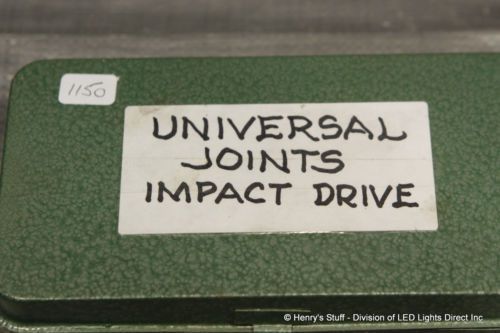 1150
UNIVERSAL
JOINTS
IMPACT DRIVE
© Henry's Stuff - Division of LED Lights Direct Inc